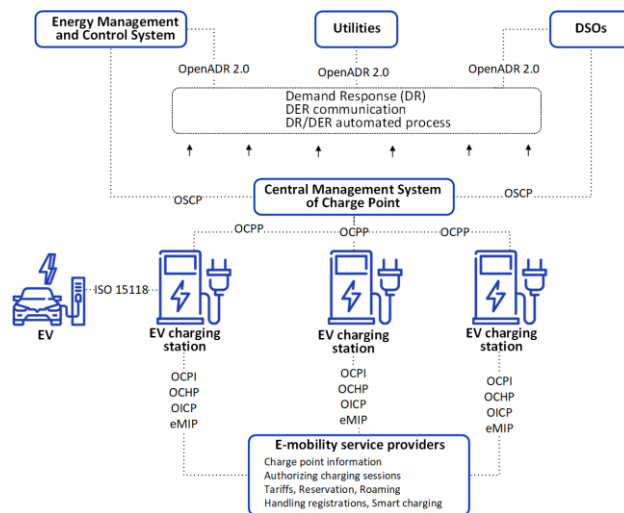 Energy Management
and Control System
Utilities
DSOs
OpenADR 2.0
OpenADR 2.0
OpenADR 2.0
Demand Response (DR)
DER communication
DR/DER automated process
Central Management System
of Charge Point
OSCP
OSCP
OCPP
OCPP
OCPP
ISO 15118
EV
EV charging
station
EV charging
station
EV charging
station
OCPI
OCHP
OICP
eMIP
OCPI
OCHP
OICP
eMIP
OCPI
OCHP
OICP
eMIP
E-mobility service providers
Charge point information
Authorizing charging sessions
Tariffs, Reservation, Roaming
Handling registrations, Smart charging